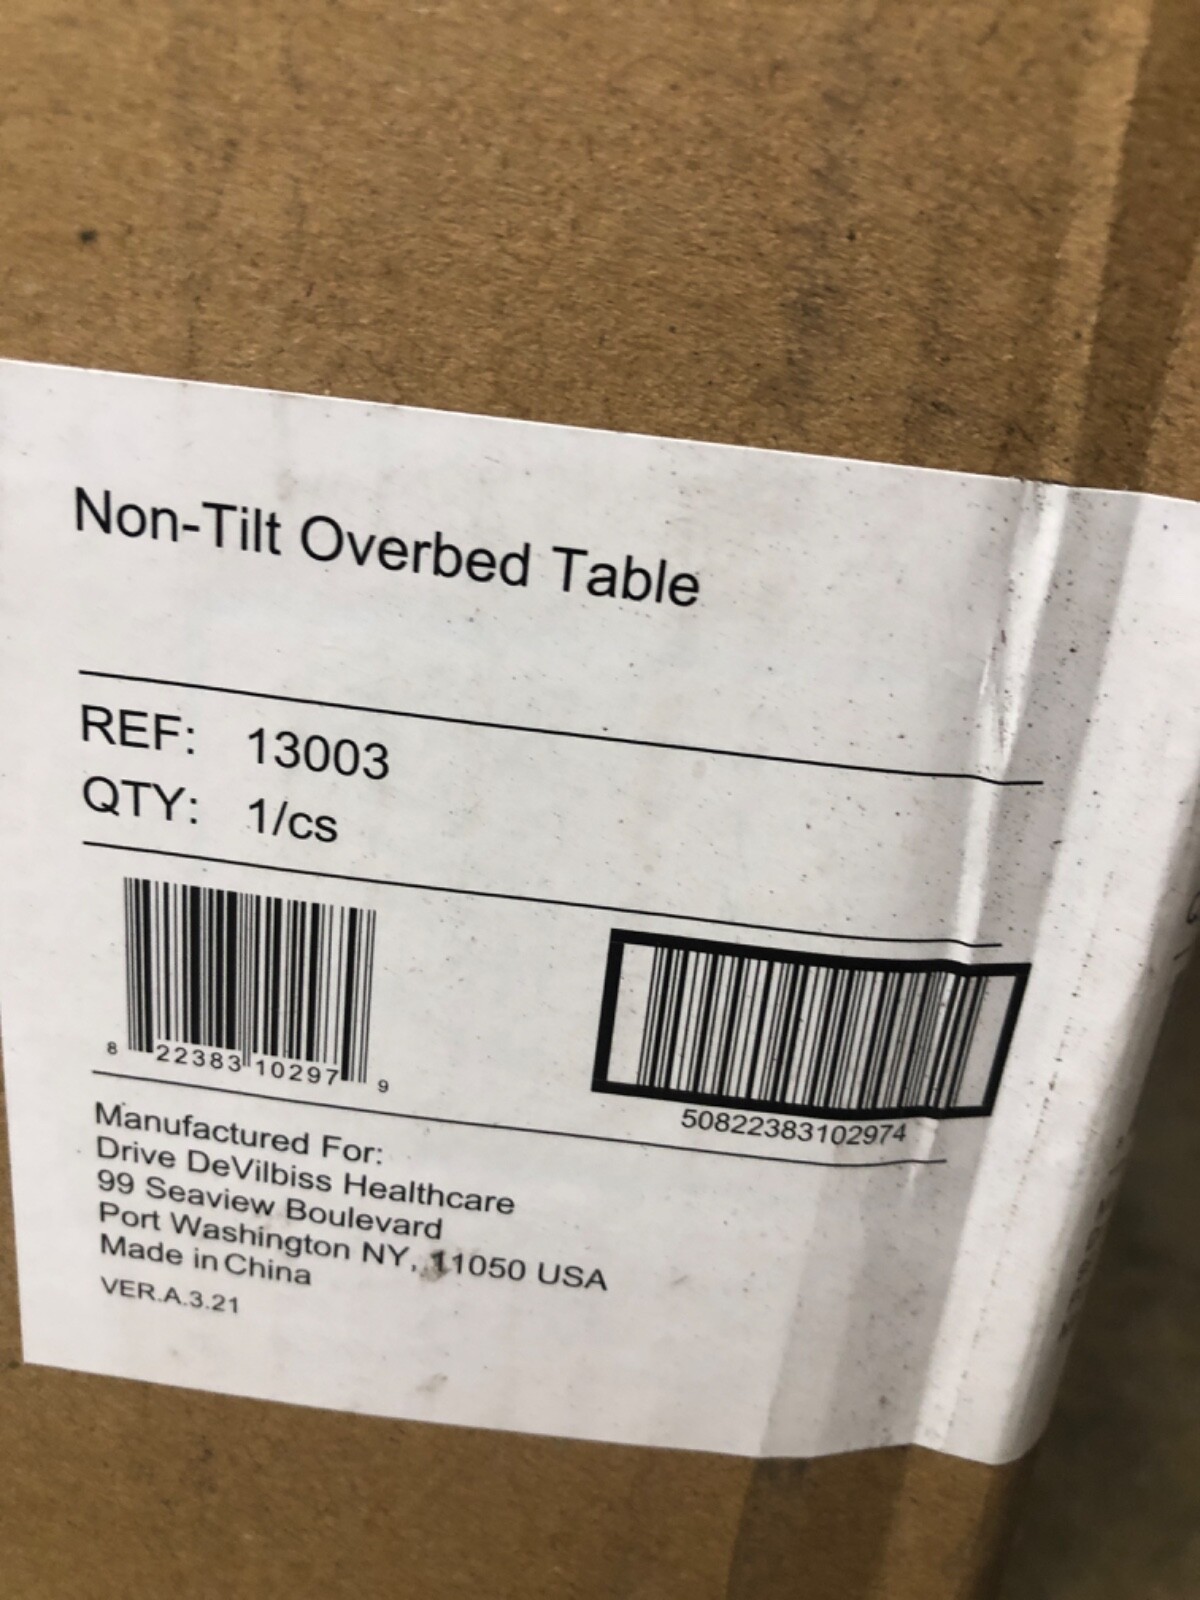 Non-Tilt Overbed Table
REF: 13003
QTY: 1/cs
8 22383 10297 9
50822383102974
Manufactured For:
Drive DeVilbiss Healthcare
99 Seaview Boulevard
Port Washington NY, 11050 USA
Made in China
VER.A.3.21